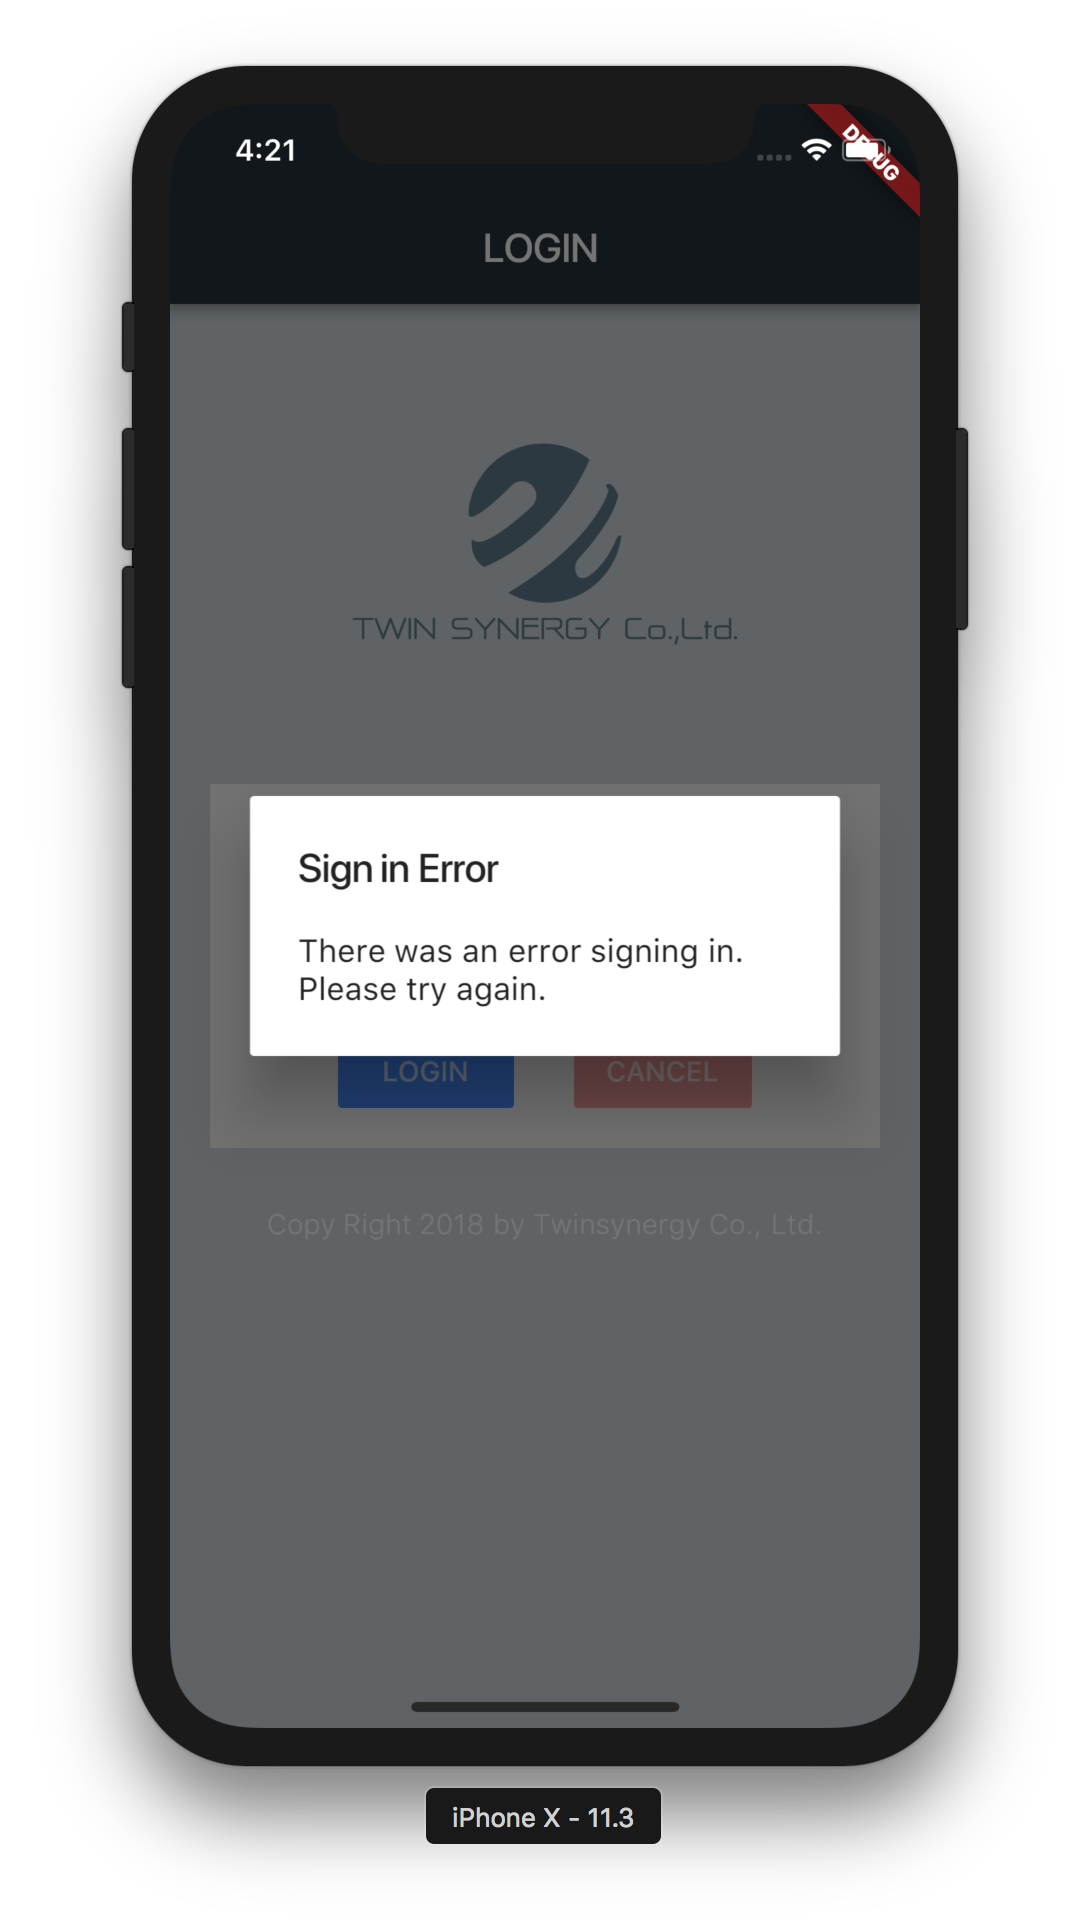 4:21
DEBUG
LOGIN
TWIN SYNERGY Co.,Ltd.
Sign in Error
There was an error signing in.
Please try again.
LOGIN CANCEL
Copy Right 2018 by Twinsynergy Co., Ltd.
iPhone X - 11.3